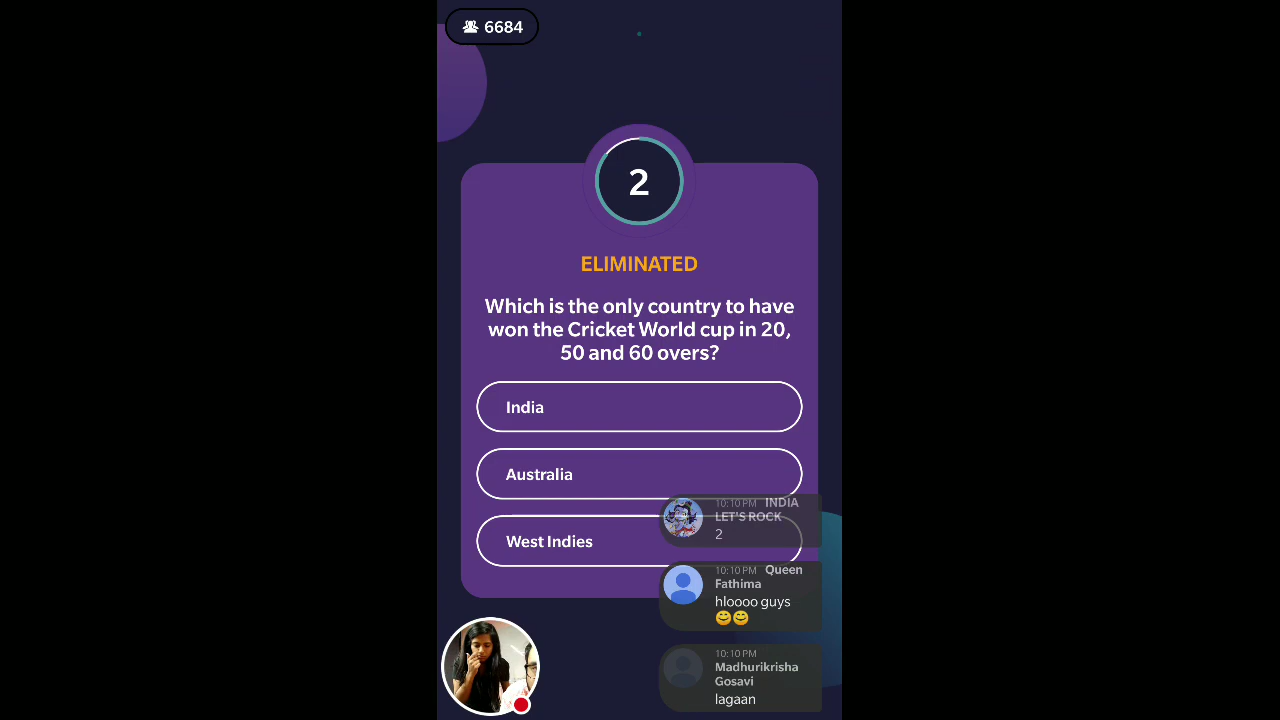 6684
2
ELIMINATED
Which is the only country to have
won the Cricket World cup in 20,
50 and 60 overs?
India
Australia
West Indies
10:10 PM INDIA
LET'S ROCK
2
10:10 PM Queen
Fathima
hloooo guys
😊😊
10:10 PM
Madhurikrisha
Gosavi
lagaan